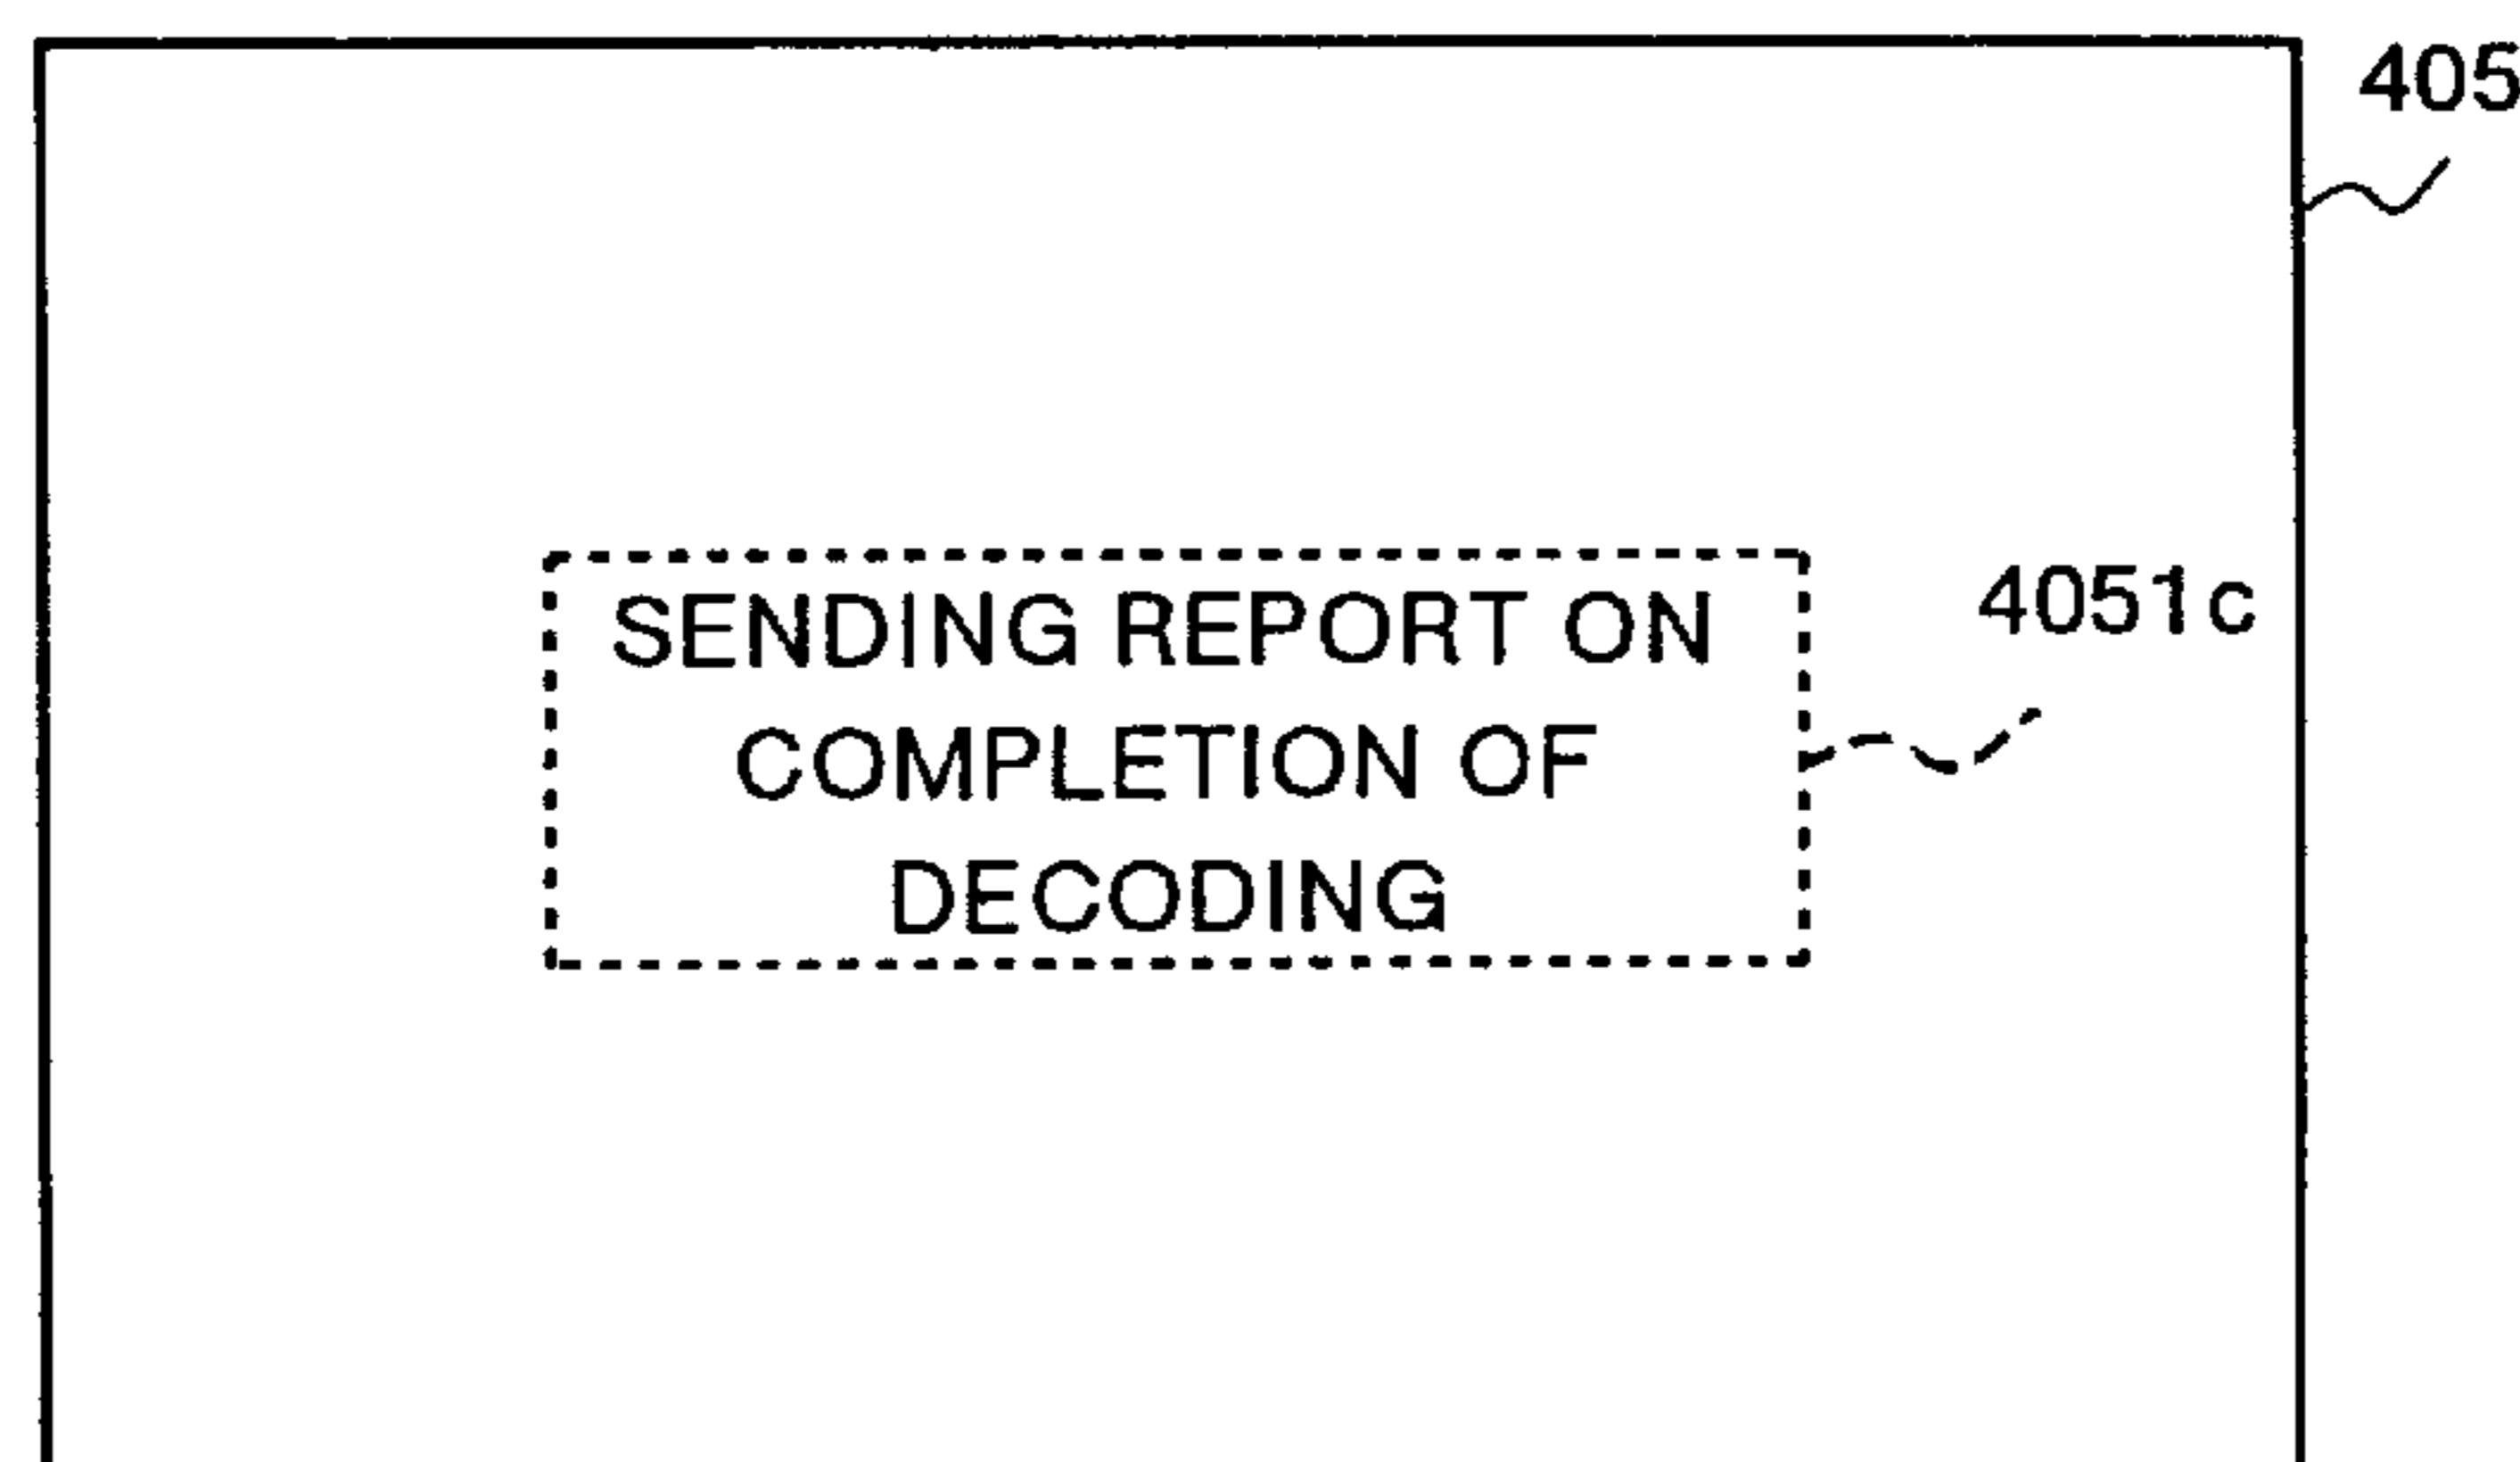 405
SENDING REPORT ON
4051c
COMPLETION OF
DECODING